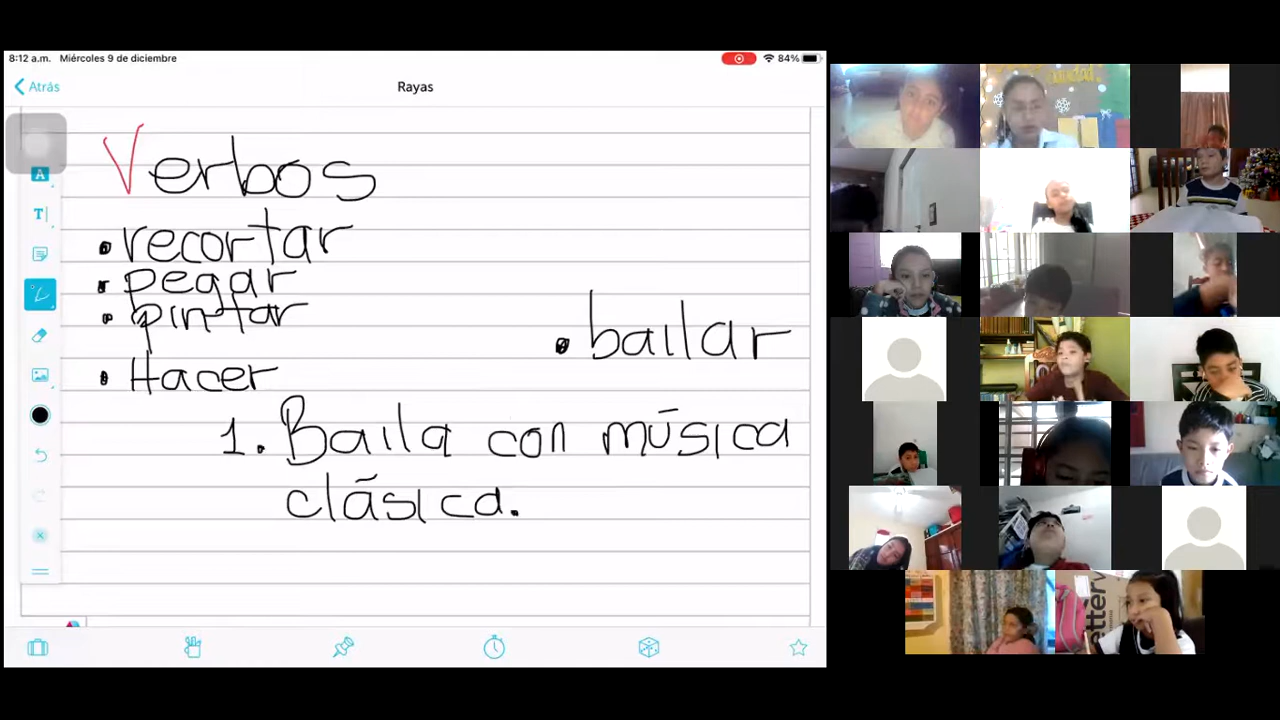 8:12 a.m. Miércoles 9 de diciembre 84%
Atrás
Rayas
Verbos
• recortar
• pegar
• pintar
• bailar
• Hacer
1. Baila con música
clásica.
A
T